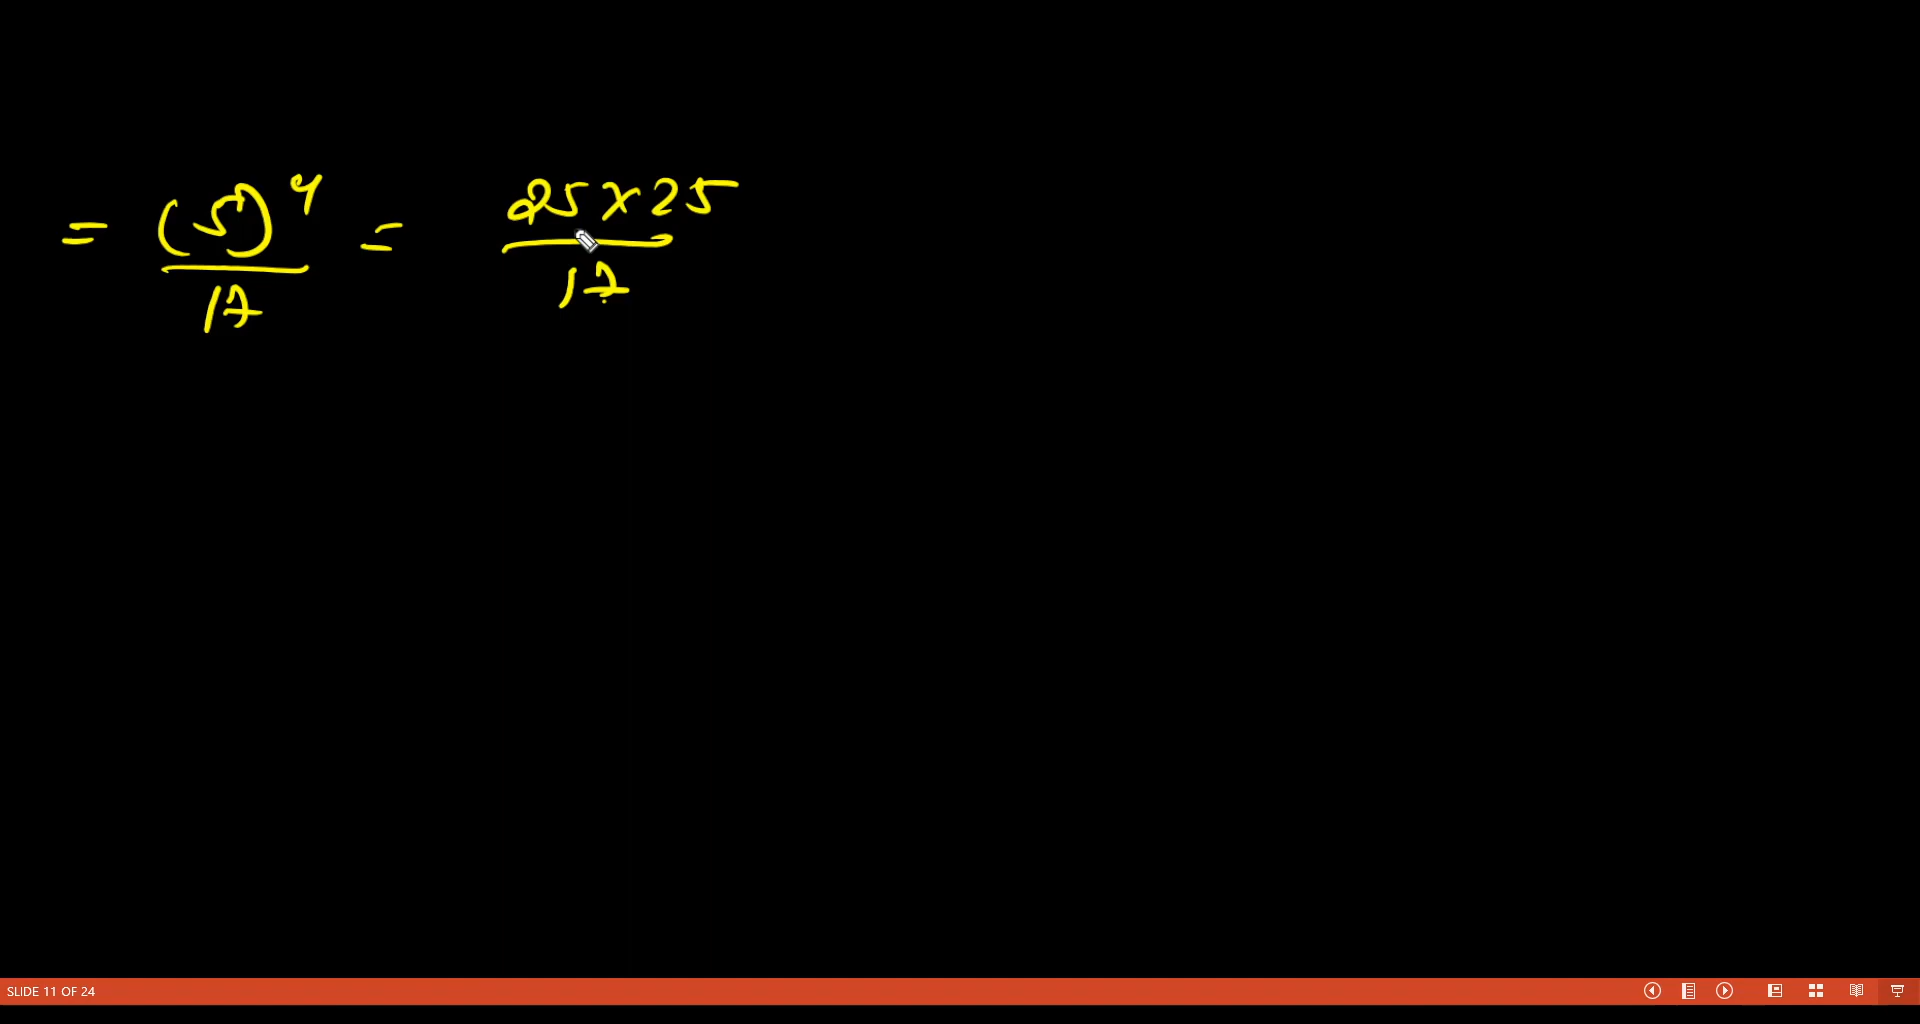 = (5)^4/17 = 25×25/17
SLIDE 11 OF 24